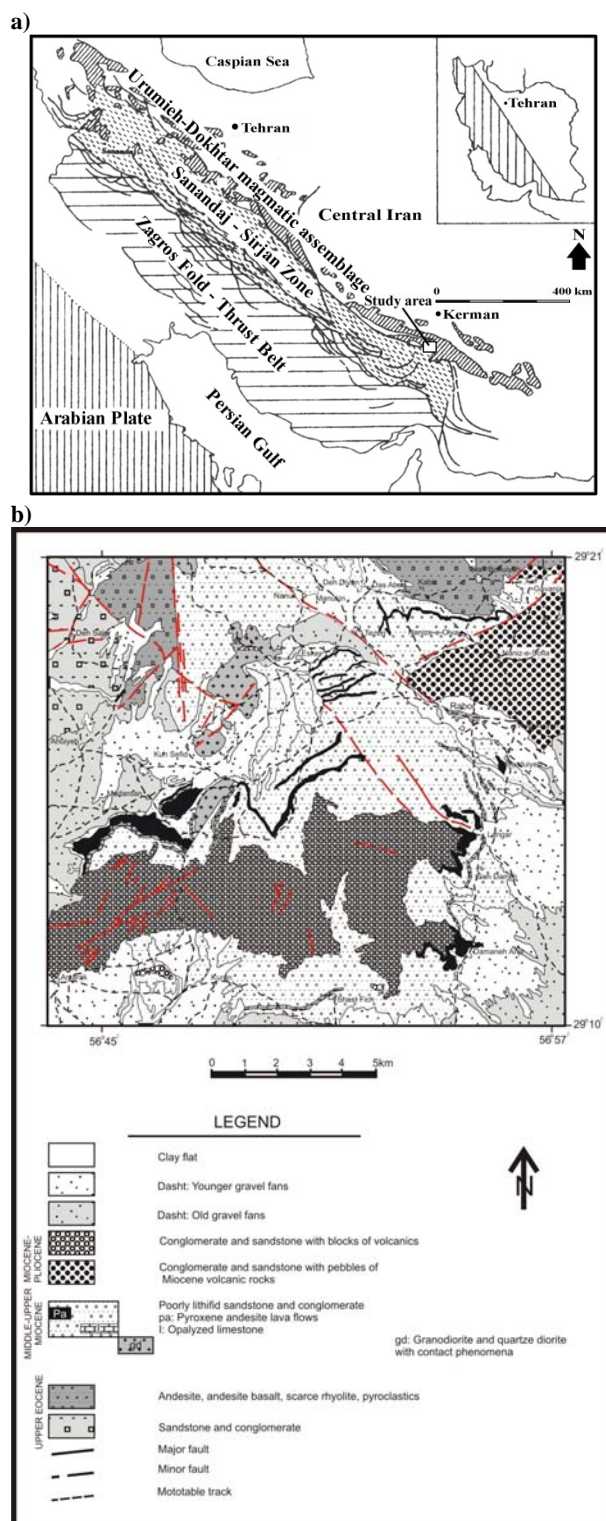 a)
Caspian Sea
Tehran
Tehran
Urumieh-Dokhtar magmatic assemblage
Sanandaj
Sanandaj - Sirjan Zone
Central Iran
N
0 400 km
Study area
Kerman
Zagros Fold - Thrust Belt
Persian Gulf
Arabian Plate
b)
29°21'
Langar
29°10'
56°45' 56°57'
0 1 2 3 4 5km
LEGEND
N
Clay flat
Dasht: Younger gravel fans
Dasht: Old gravel fans
MIOCENE-PLIOCENE
Conglomerate and sandstone with blocks of volcanics
Conglomerate and sandstone with pebbles of
Miocene volcanic rocks
MIDDLE-UPPER MIOCENE
Pa
Poorly lithifid sandstone and conglomerate
pa: Pyroxene andesite lava flows
l: Opalyzed limestone
gd
gd: Granodiorite and quartze diorite
with contact phenomena
UPPER EOCENE
Andesite, andesite basalt, scarce rhyolite, pyroclastics
Sandstone and conglomerate
Major fault
Minor fault
Mototable track